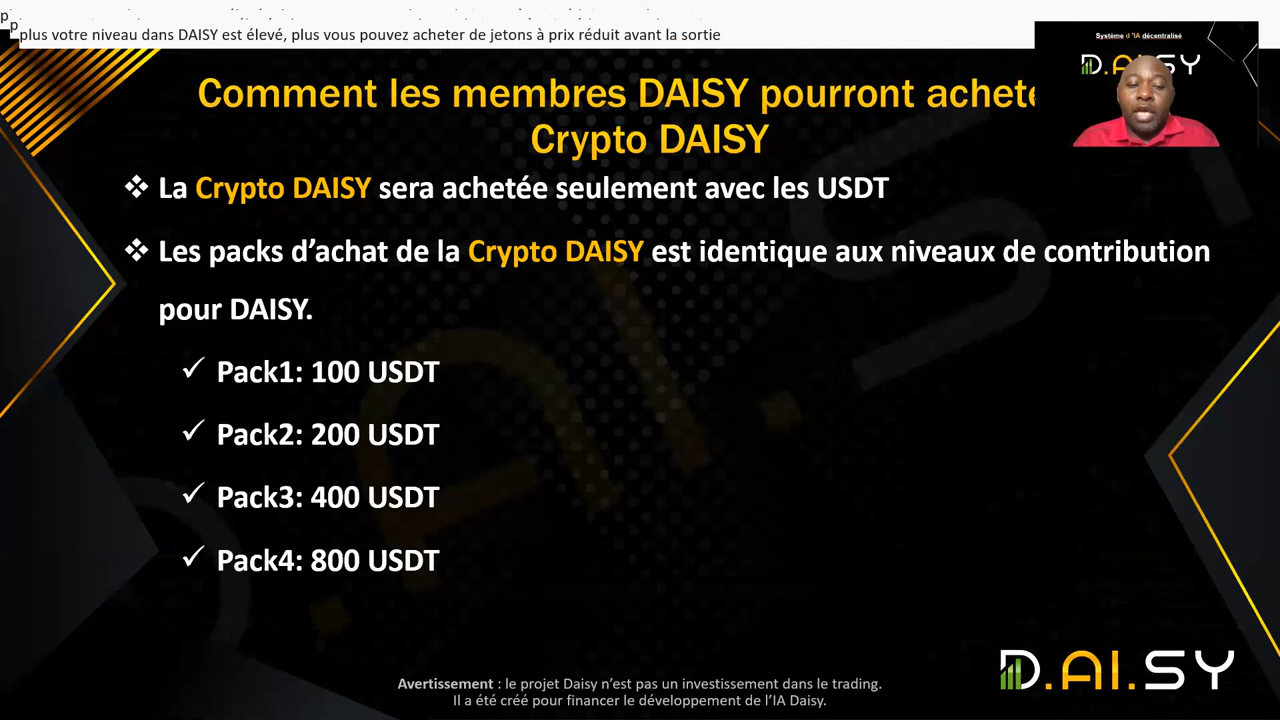 plus votre niveau dans DAISY est élevé, plus vous pouvez acheter de jetons à prix réduit avant la sortie
Système d 'IA décentralisé
D.AI.SY
Comment les membres DAISY pourront
Crypto DAISY
❖ La Crypto DAISY sera achetée seulement avec les USDT
❖ Les packs d’achat de la Crypto DAISY est identique aux niveaux de contribution
pour DAISY.
✓ Pack1: 100 USDT
✓ Pack2: 200 USDT
✓ Pack3: 400 USDT
✓ Pack4: 800 USDT
D.AI.SY
Avertissement : le projet Daisy n’est pas un investissement dans le trading.
Il a été créé pour financer le développement de l’IA Daisy.